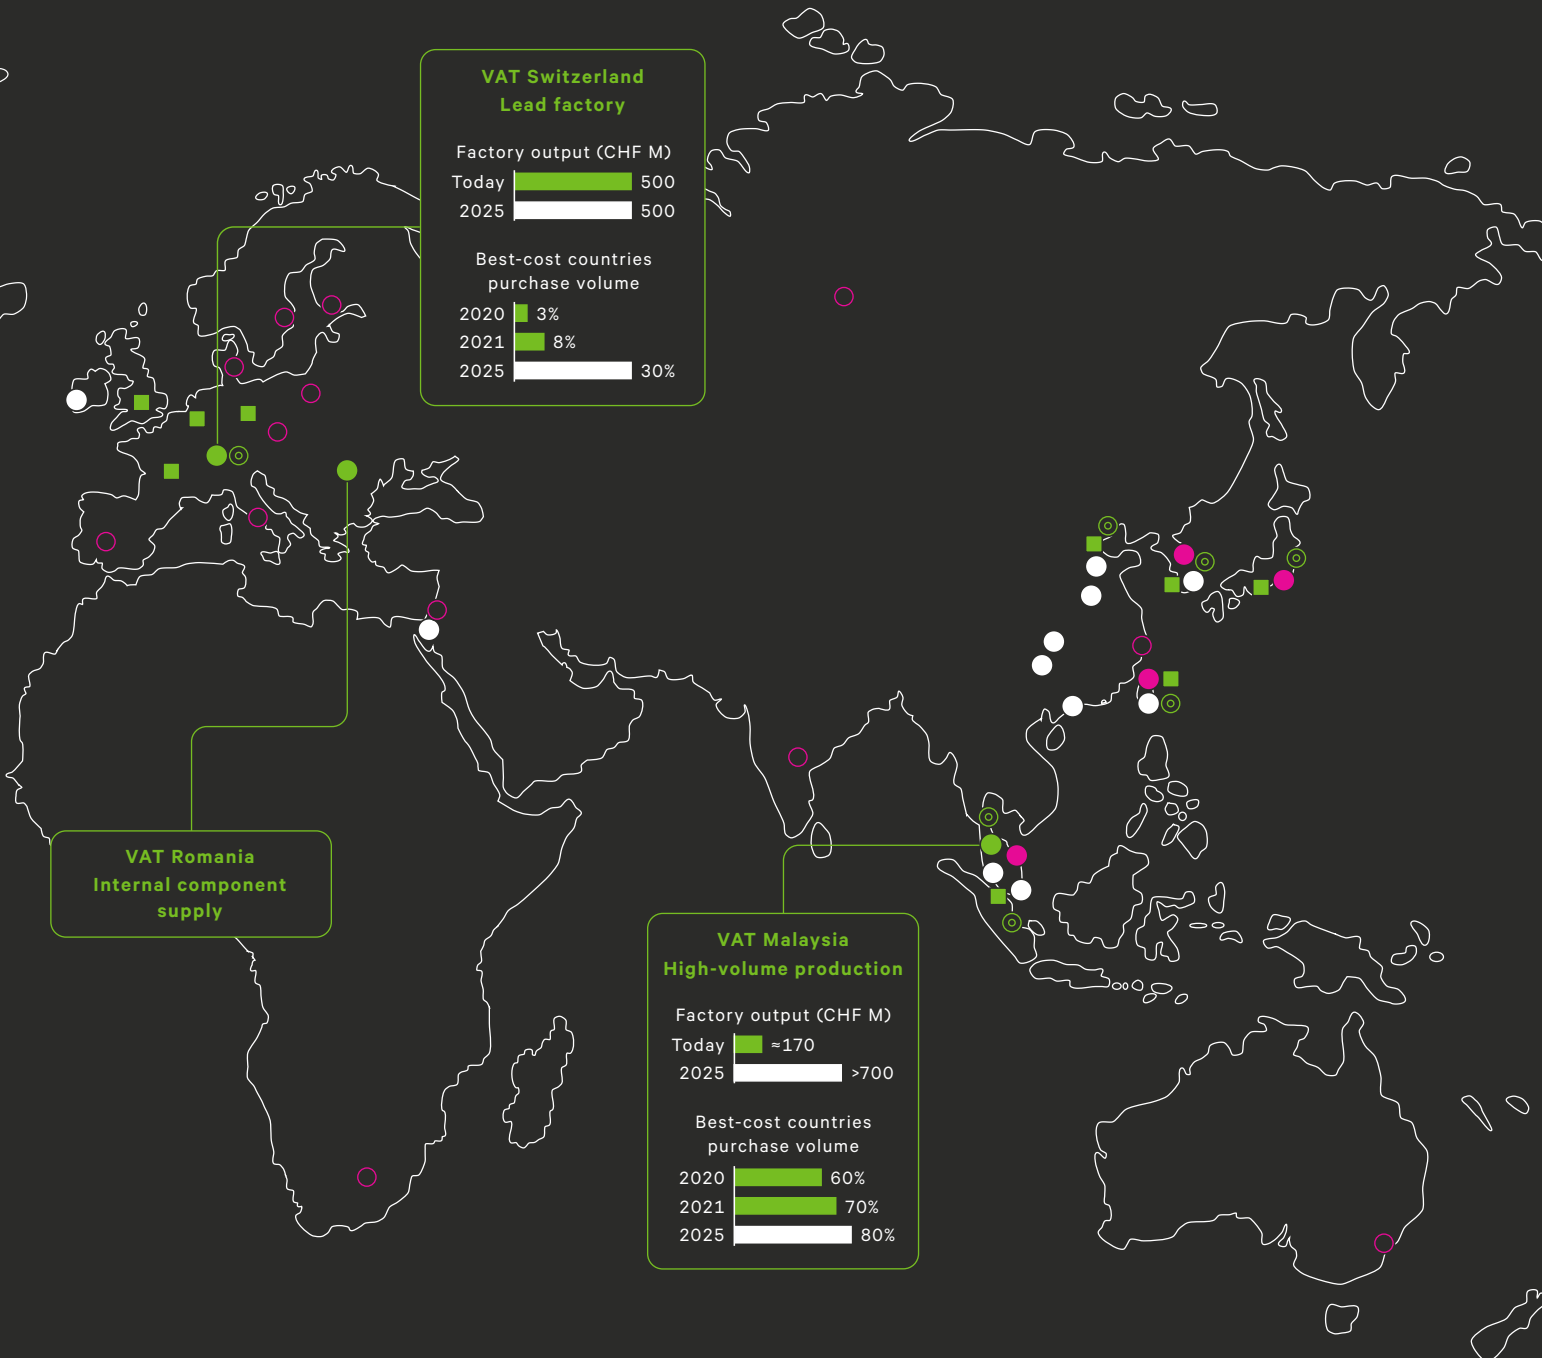 VAT Switzerland
Lead factory
Factory output (CHF M)
Today 500
2025 500
Best-cost countries
purchase volume
2020 3%
2021 8%
2025 30%
VAT Romania
Internal component
supply
VAT Malaysia
High-volume production
Factory output (CHF M)
Today ≈170
2025 >700
Best-cost countries
purchase volume
2020 60%
2021 70%
2025 80%